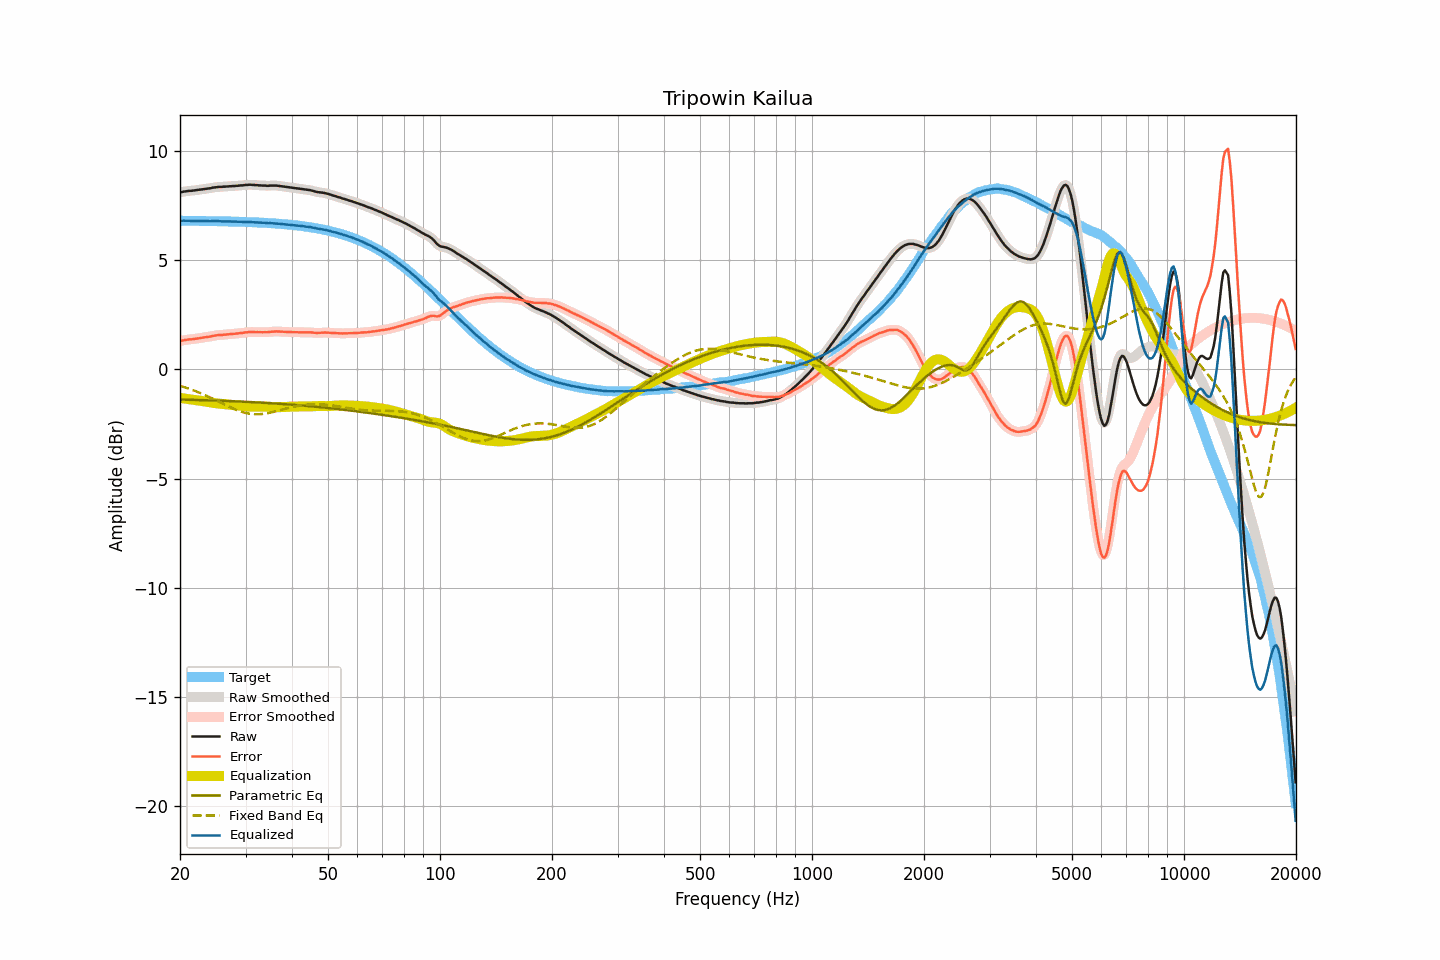 Tripowin Kailua
10
5
0
−5
−10
−15
−20
Amplitude (dBr)
Target
Raw Smoothed
Error Smoothed
Raw
Error
Equalization
Parametric Eq
Fixed Band Eq
Equalized
20 50 100 200 500 1000 2000 5000 10000 20000
Frequency (Hz)